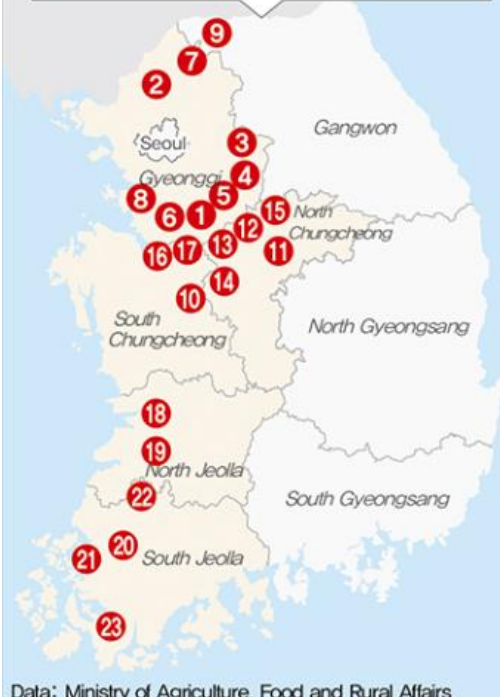 9
7
2
3
Gangwon
Seoul
Gyeonggi
4
5
8
6
1
15
North
Chungcheong
12
13
11
16
17
14
10
South
Chungcheong
North Gyeongsang
18
19
North Jeolla
22
South Gyeongsang
20
21
South Jeolla
23
Data: Ministry of Agriculture, Food and Rural Affairs